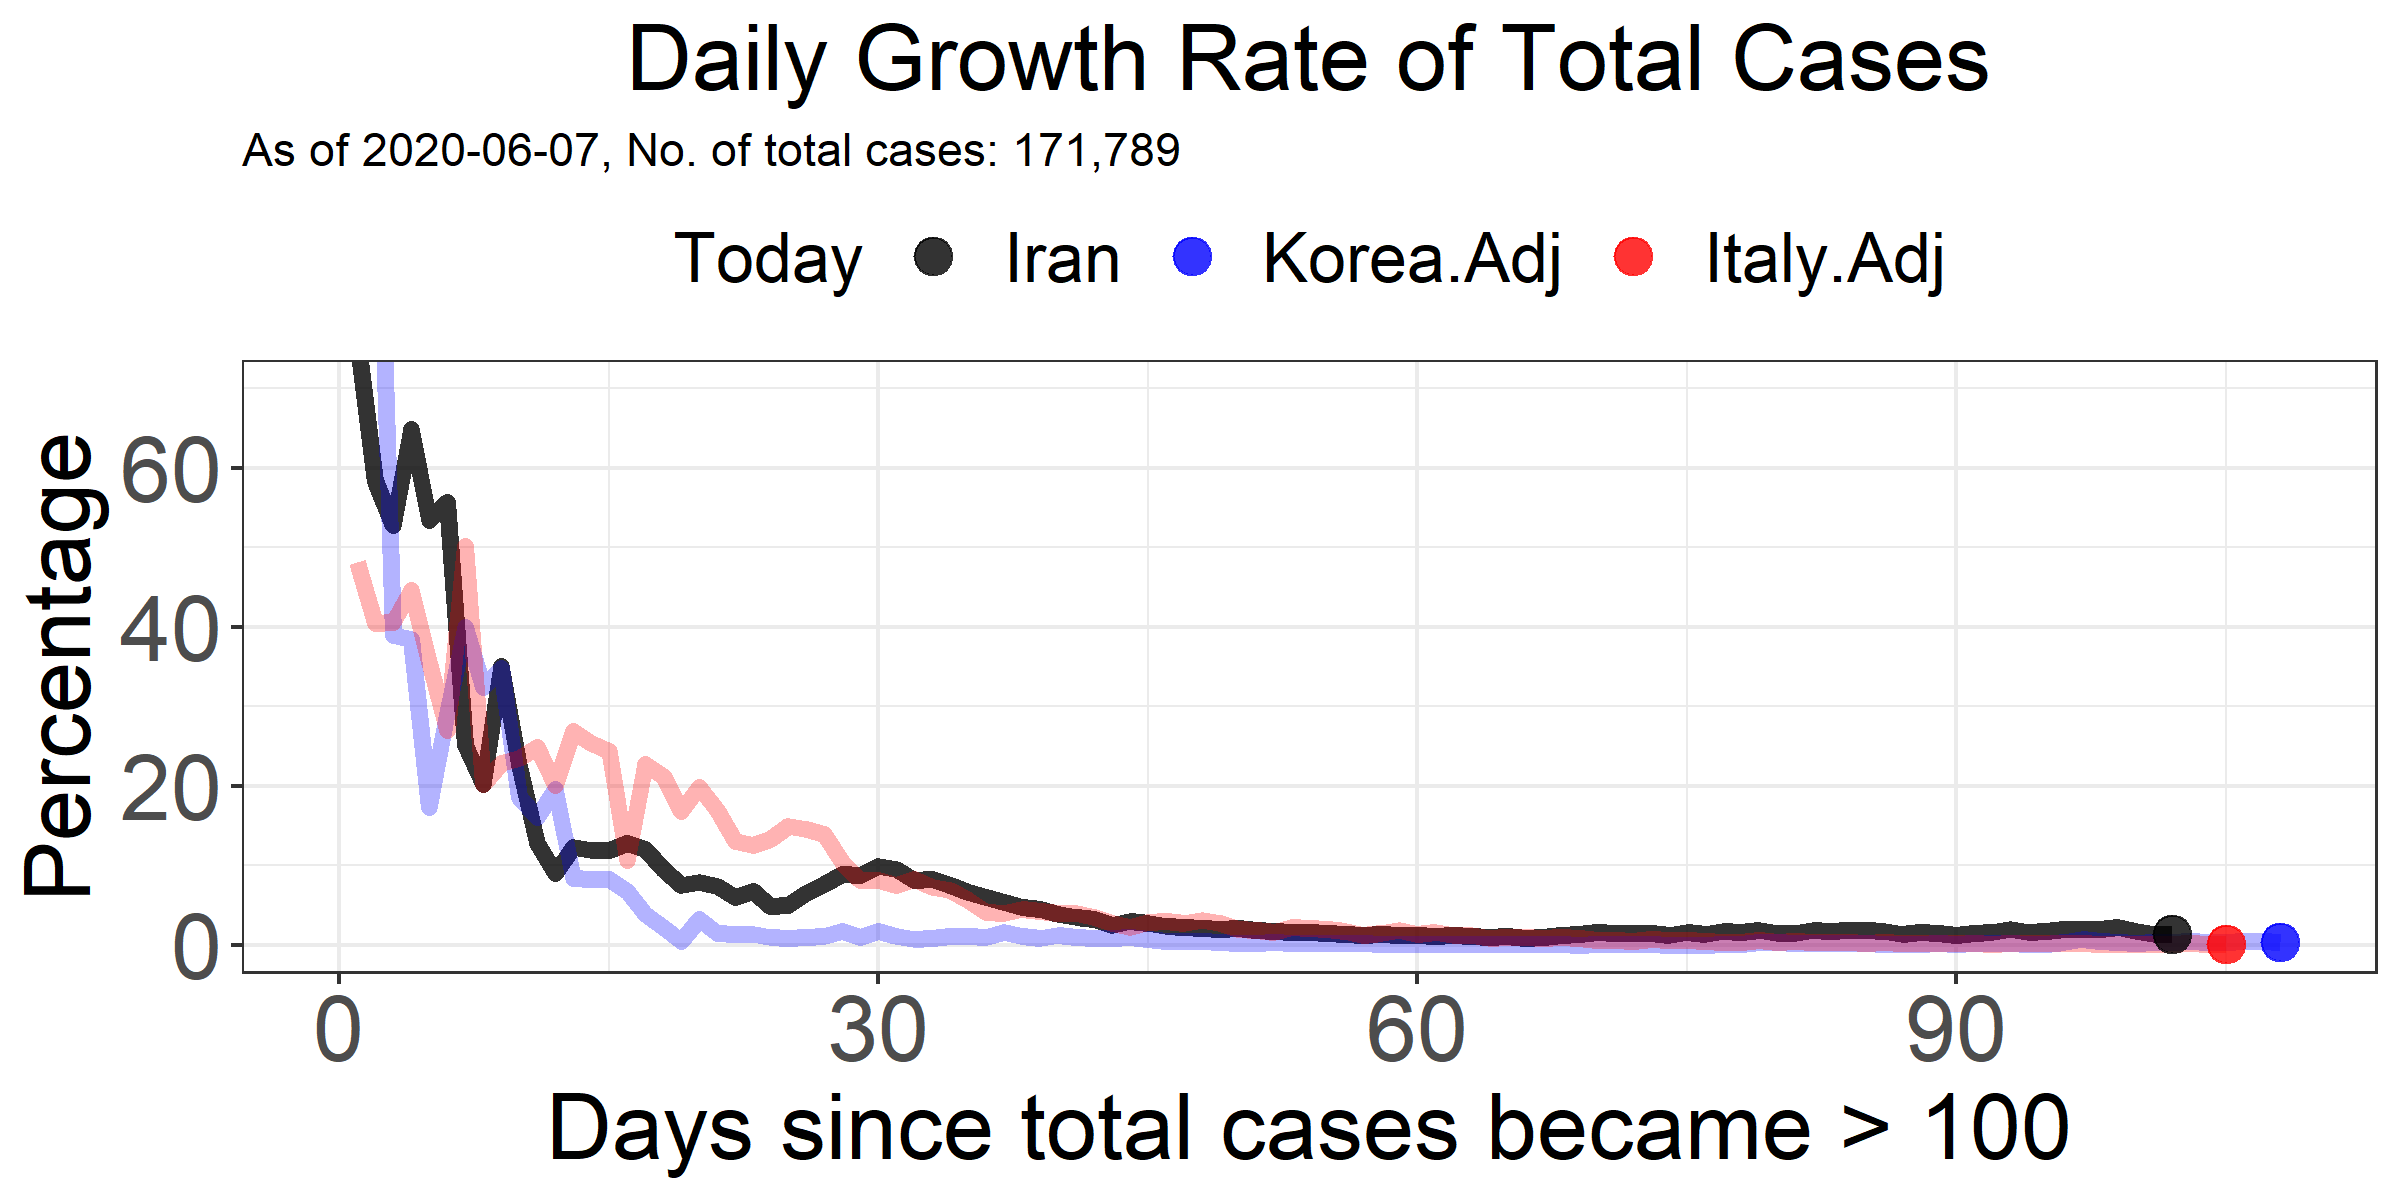 Daily Growth Rate of Total Cases
As of 2020-06-07, No. of total cases: 171,789
Today Iran Korea.Adj Italy.Adj
Percentage
60
40
20
0
0 30 60 90
Days since total cases became > 100